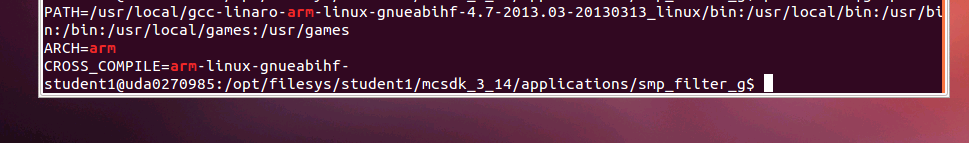 PATH=/usr/local/gcc-linaro-arm-linux-gnueabihf-4.7-2013.03-20130313_linux/bin:/usr/local/bin:/usr/bi
n:/bin:/usr/local/games:/usr/games
ARCH=arm
CROSS_COMPILE=arm-linux-gnueabihf-
student1@uda0270985:/opt/filesys/student1/mcsdk_3_14/applications/smp_filter_g$